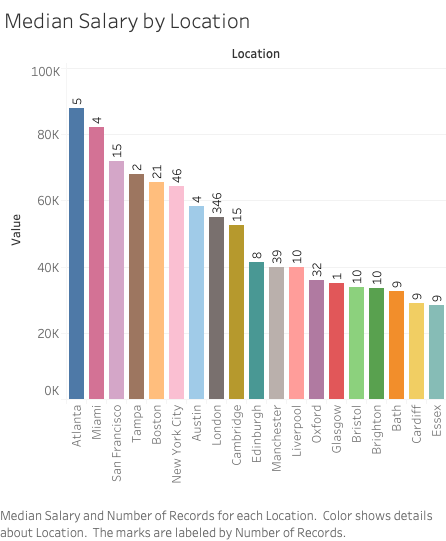 Median Salary by Location
Location
100K
80K
60K
40K
20K
0K
Value
5
4
15
2
21
46
4
346
15
8
39
10
32
1
10
10
9
9
9
Atlanta
Miami
San Francisco
Tampa
Boston
New York City
Austin
London
Cambridge
Edinburgh
Manchester
Liverpool
Oxford
Glasgow
Bristol
Brighton
Bath
Cardiff
Essex
Median Salary and Number of Records for each Location.  Color shows details
about Location.  The marks are labeled by Number of Records.